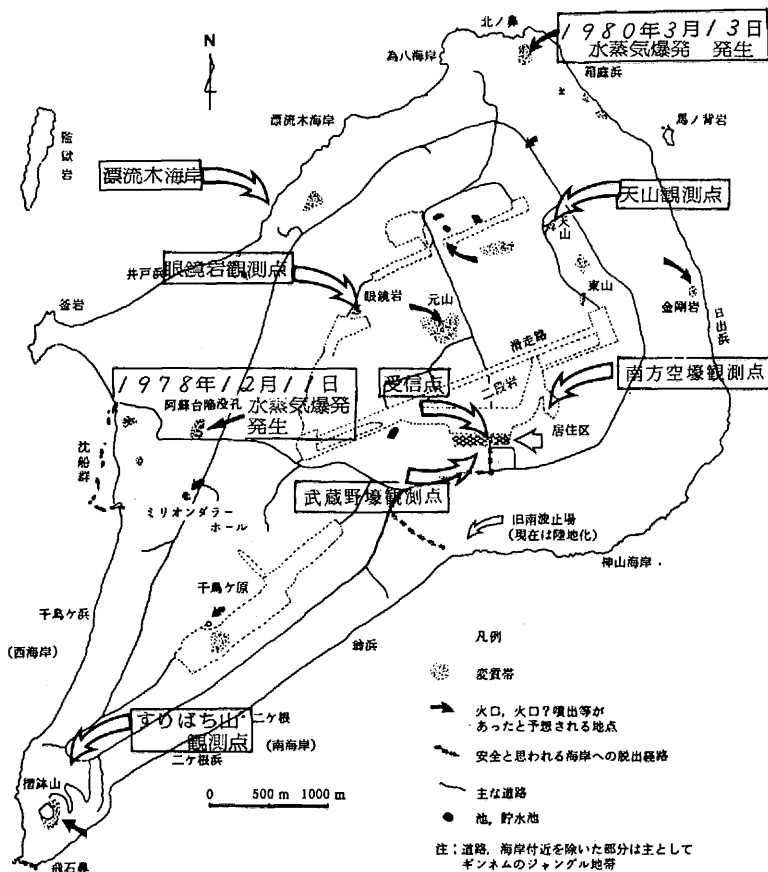 北ノ鼻
1980年3月13日
水蒸気爆発 発生
N
為八海岸
箱庭浜
監獄岩
漂流木海岸
馬ノ背岩
漂流木海岸
天山観測点
天山
井戸浜
眼鏡岩観測点
眼鏡岩
元山
東山
金剛岩
日出浜
釜岩
滑走路
1978年12月11日
阿蘇台陥没孔
水蒸気爆発
発生
受信点
二段岩
南方空壕観測点
居住区
沈船群
武蔵野壕観測点
ミリオンダラー
ホール
旧南波止場
(現在は陸地化)
神山海岸
千鳥ケ原
千鳥ケ浜
(西海岸)
翁浜
凡例
変質帯
火口,火口?噴出等が
あったと予想される地点
すりばち山
観測点
二ケ根
(南海岸)
二ケ根浜
安全と思われる海岸への脱出経路
摺鉢山
0 500m 1000m
主な道路
池,貯水池
飛石鼻
注:道路,海岸付近を除いた部分は主として
ギンネムのジャングル地帯